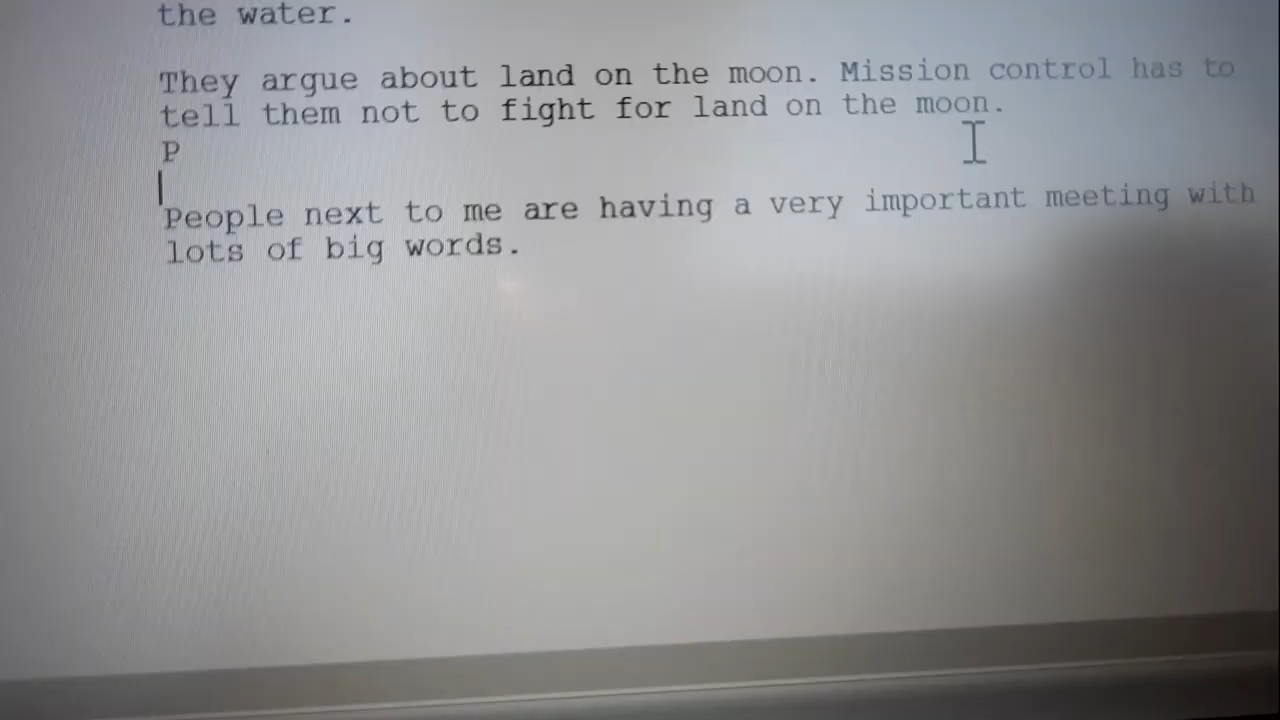 the water.
They argue about land on the moon. Mission control has to
tell them not to fight for land on the moon.
P
People next to me are having a very important meeting with
lots of big words.